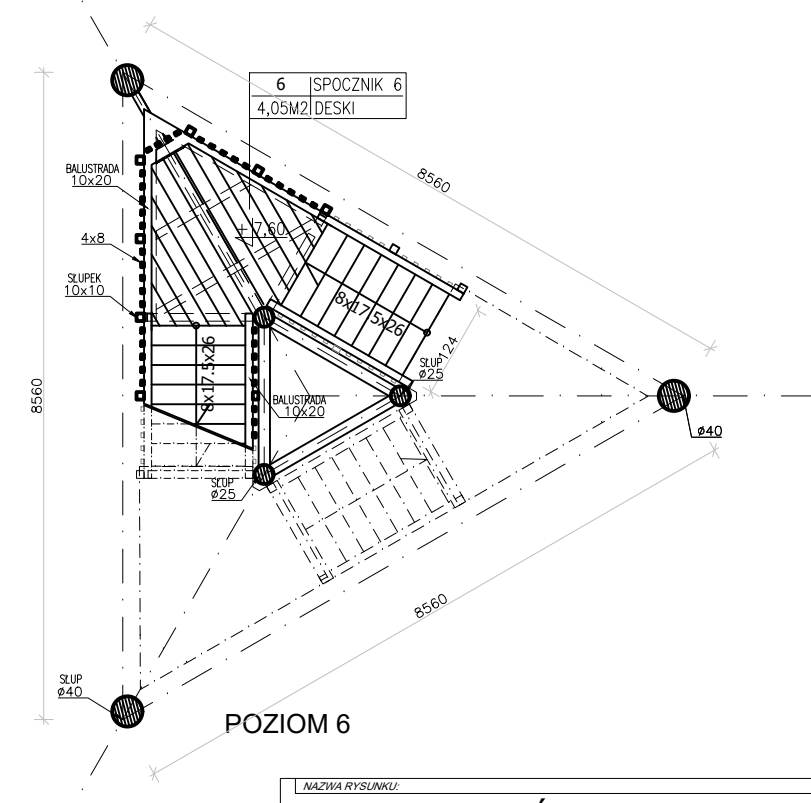 6 SPOCZNIK 6
4,05M2 DESKI
8560
BALUSTRADA
10x20
4x8
+7,60
SŁUPEK
10x10
8x17.5x26
8x17.5x26
124
SŁUP
ø25
8560
BALUSTRADA
10x20
ø40
SŁUP
ø25
8560
SŁUP
ø40
POZIOM 6
NAZWA RYSUNKU: